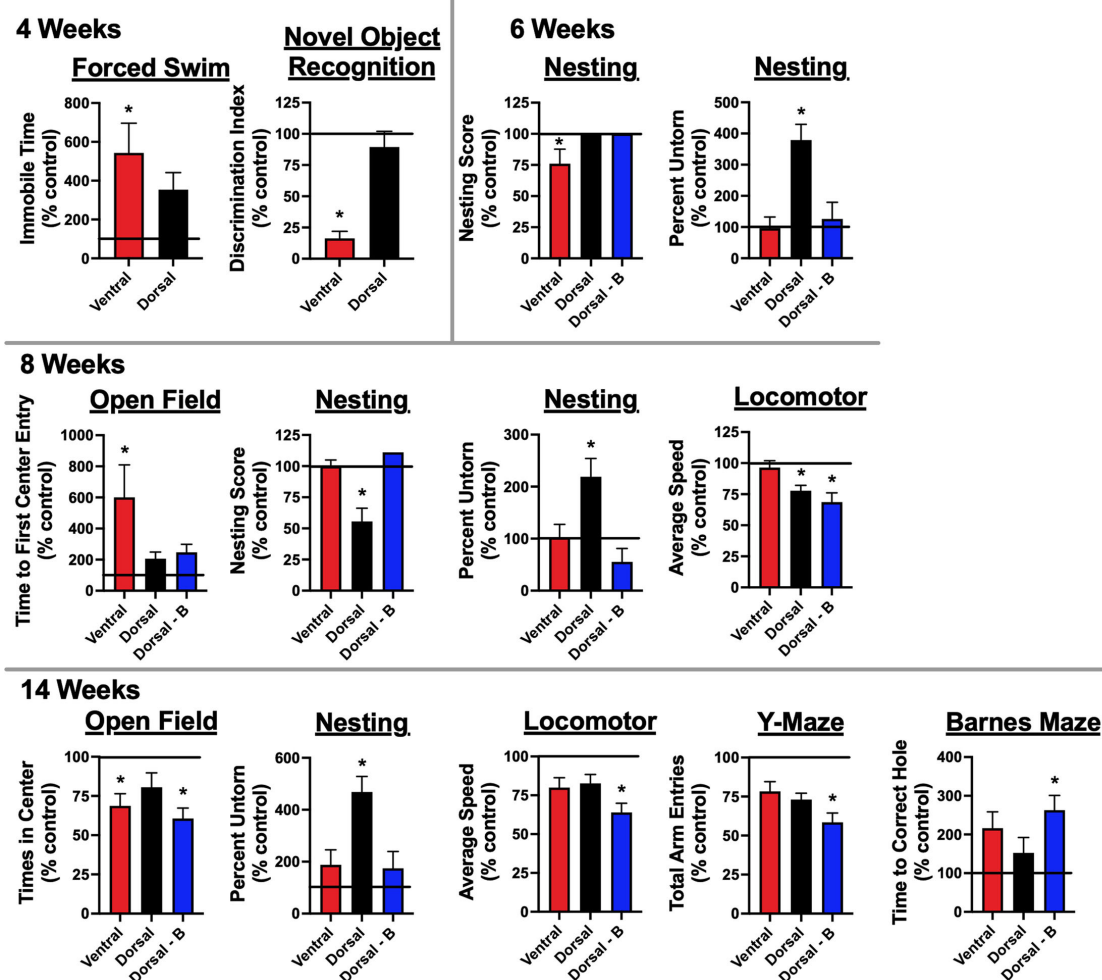 4 Weeks
Forced Swim
Immobile Time
(% control)
800
600
400
200
0
*
Ventral
Dorsal
Novel Object
Recognition
Discrimination Index
(% control)
125
100
75
50
25
0
*
Ventral
Dorsal
6 Weeks
Nesting
Nesting Score
(% control)
125
100
75
50
25
0
*
Ventral
Dorsal
Dorsal - B
Nesting
Percent Untorn
(% control)
500
400
300
200
100
0
*
Ventral
Dorsal
Dorsal - B
8 Weeks
Open Field
Time to First Center Entry
(% control)
1000
800
600
400
200
0
*
Ventral
Dorsal
Dorsal - B
Nesting
Nesting Score
(% control)
125
100
75
50
25
0
*
Ventral
Dorsal
Dorsal - B
Nesting
Percent Untorn
(% control)
300
200
100
0
*
Ventral
Dorsal
Dorsal - B
Locomotor
Average Speed
(% control)
125
100
75
50
25
0
*
*
Ventral
Dorsal
Dorsal - B
14 Weeks
Open Field
Times in Center
(% control)
100
75
50
25
0
*
*
Ventral
Dorsal
Dorsal - B
Nesting
Percent Untorn
(% control)
600
400
200
0
*
Ventral
Dorsal
Dorsal - B
Locomotor
Average Speed
(% control)
100
75
50
25
0
*
Ventral
Dorsal
Dorsal - B
Y-Maze
Total Arm Entries
(% control)
100
75
50
25
0
*
Ventral
Dorsal
Dorsal - B
Barnes Maze
Time to Correct Hole
(% control)
400
300
200
100
0
*
Ventral
Dorsal
Dorsal - B